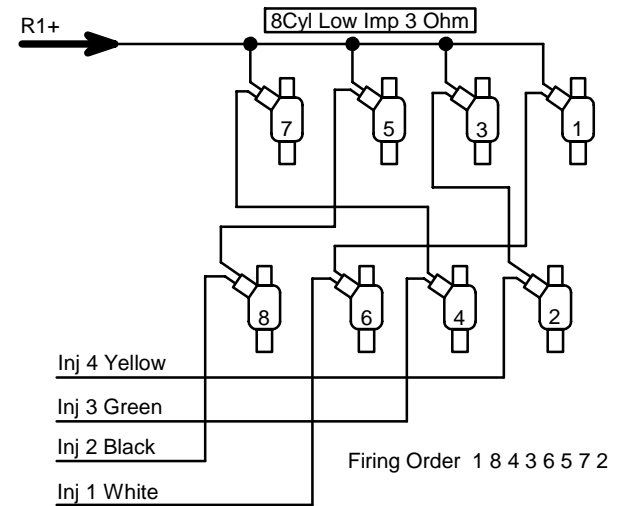 R1+
8Cyl Low Imp 3 Ohm
7 5 3 1
8 6 4 2
Inj 4 Yellow
Inj 3 Green
Inj 2 Black
Firing Order 1 8 4 3 6 5 7 2
Inj 1 White